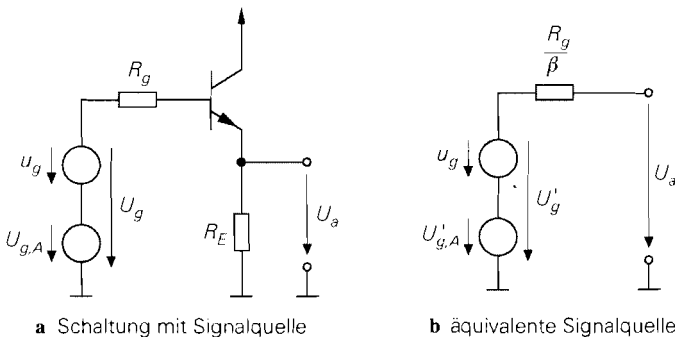 R_g
u_g
U_g
U_{g,A}
R_E
U_a
a Schaltung mit Signalquelle
R_g
β
u_g
U'_g
U'_{g,A}
U_a
b äquivalente Signalquelle